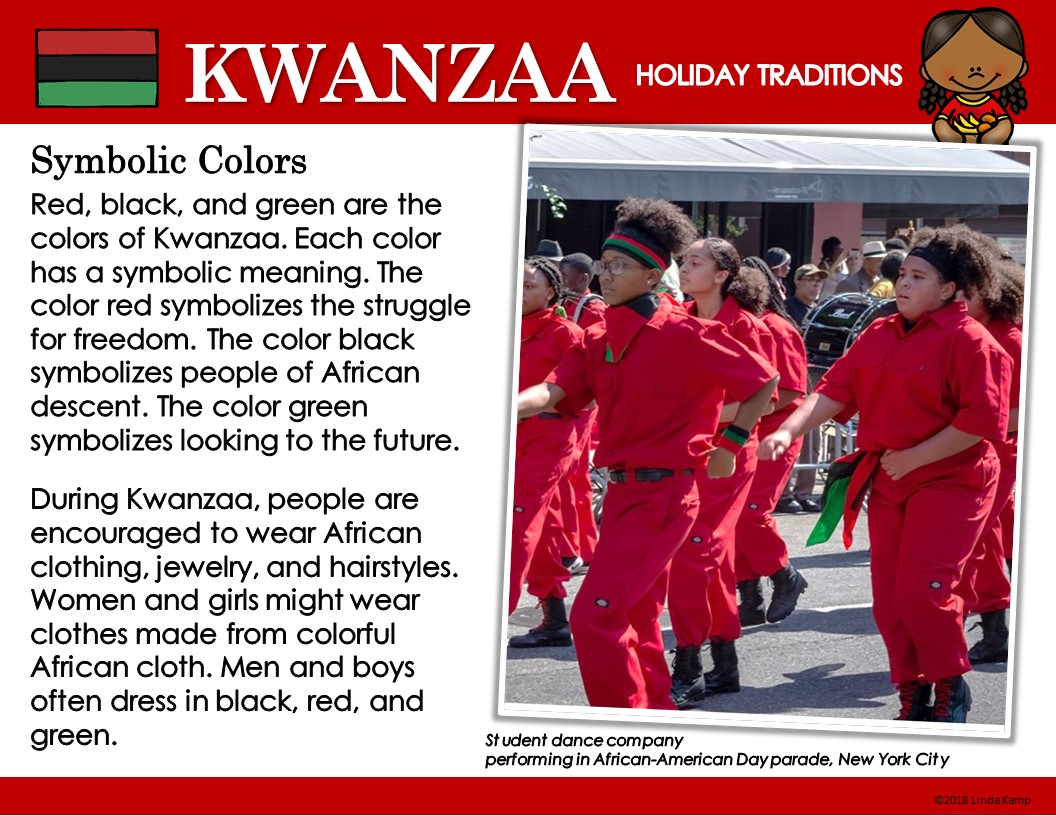 KWANZAA HOLIDAY TRADITIONS
Symbolic Colors
Red, black, and green are the
colors of Kwanzaa. Each color
has a symbolic meaning. The
color red symbolizes the struggle
for freedom. The color black
symbolizes people of African
descent. The color green
symbolizes looking to the future.
During Kwanzaa, people are
encouraged to wear African
clothing, jewelry, and hairstyles.
Women and girls might wear
clothes made from colorful
African cloth. Men and boys
often dress in black, red, and
green.
Student dance company
performing in African-American Day parade, New York City
©2018 Linda Kamp